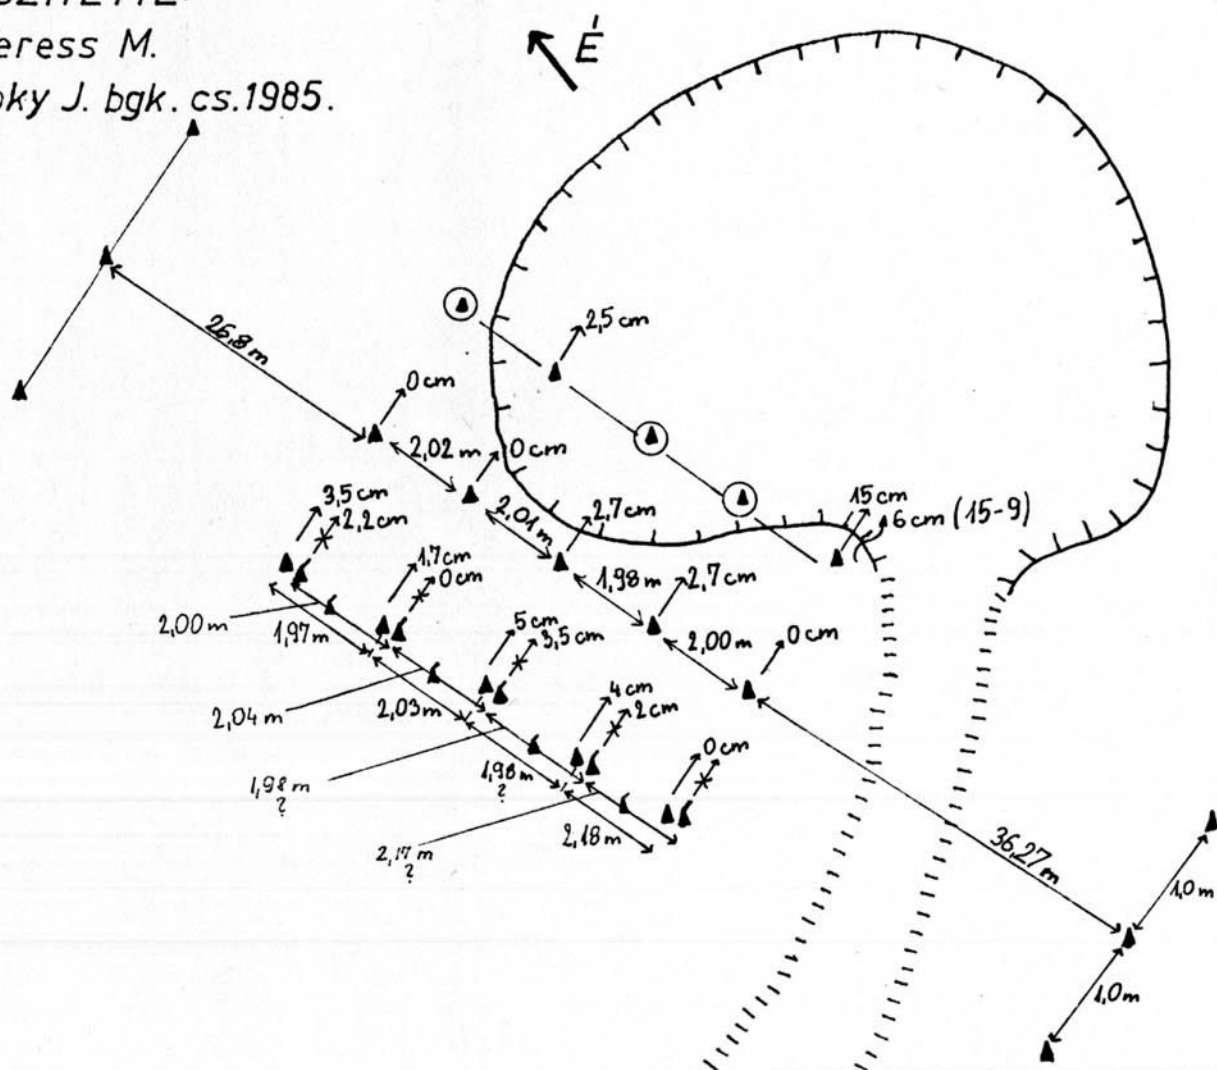 eress M.
oky J. bgk. cs. 1985.
É
26,8 m
2,5 cm
0 cm
2,02 m
0 cm
2,01 m
2,7 cm
1,98 m
2,7 cm
2,00 m
0 cm
15 cm
6 cm (15-9)
3,5 cm
2,2 cm
1,7 cm
0 cm
5 cm
3,5 cm
4 cm
2 cm
0 cm
2,00 m
1,97 m
2,04 m
2,03 m
1,98 m
?
1,98 m
?
2,17 m
?
2,18 m
36,27 m
1,0 m
1,0 m